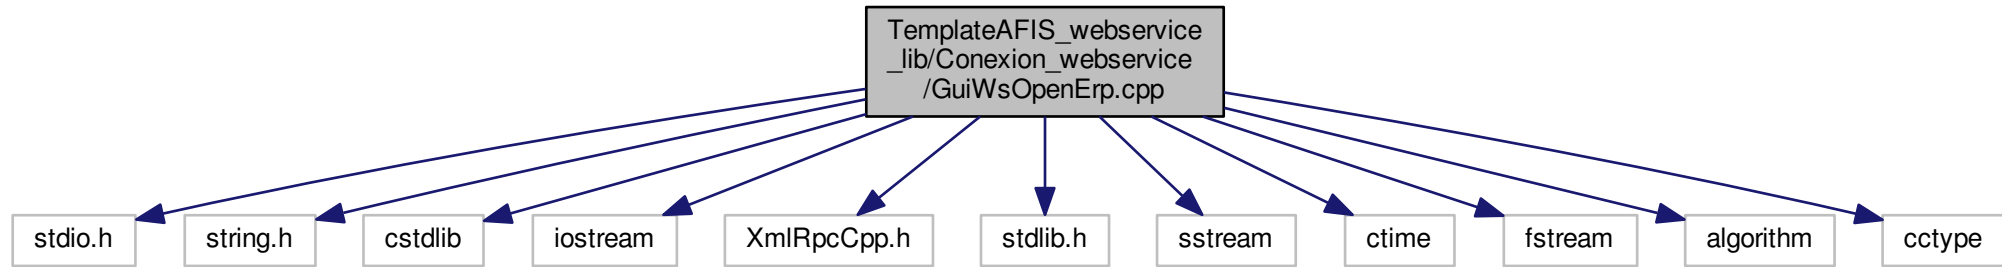 TemplateAFIS_webservice
_lib/Conexion_webservice
/GuiWsOpenErp.cpp
stdio.h
string.h
cstdlib
iostream
XmlRpcCpp.h
stdlib.h
sstream
ctime
fstream
algorithm
cctype